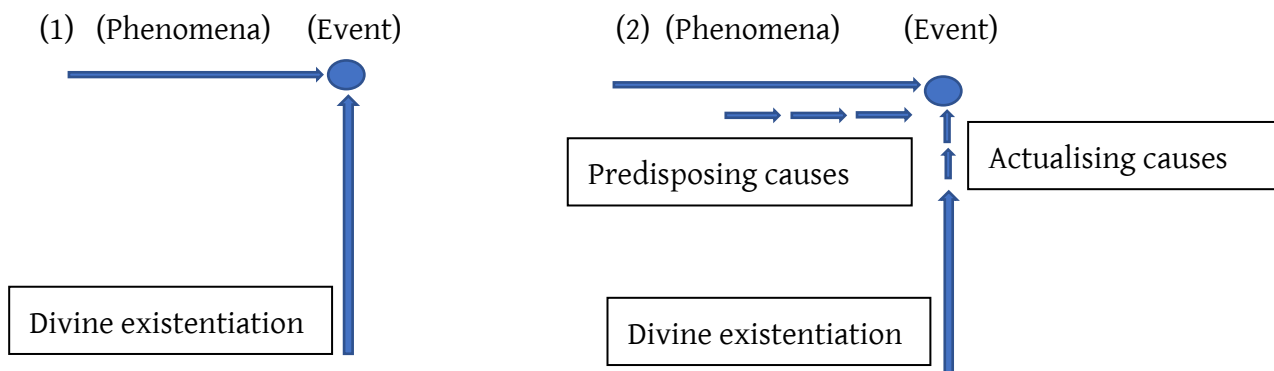 (1) (Phenomena) (Event)
Divine existentiation
(2) (Phenomena) (Event)
Predisposing causes
Actualising causes
Divine existentiation